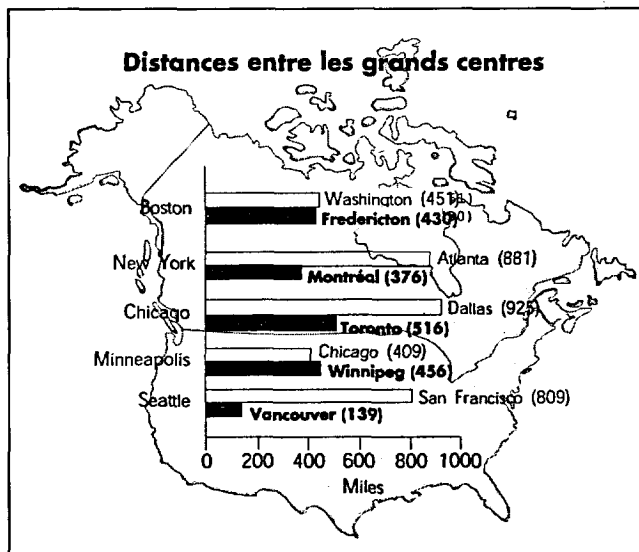 Distances entre les grands centres
Boston
Washington (451)
Fredericton (430)
New York
Atlanta (881)
Montréal (376)
Chicago
Dallas (925)
Toronto (516)
Minneapolis
Chicago (409)
Winnipeg (456)
Seattle
San Francisco (809)
Vancouver (139)
0 200 400 600 800 1000
Miles